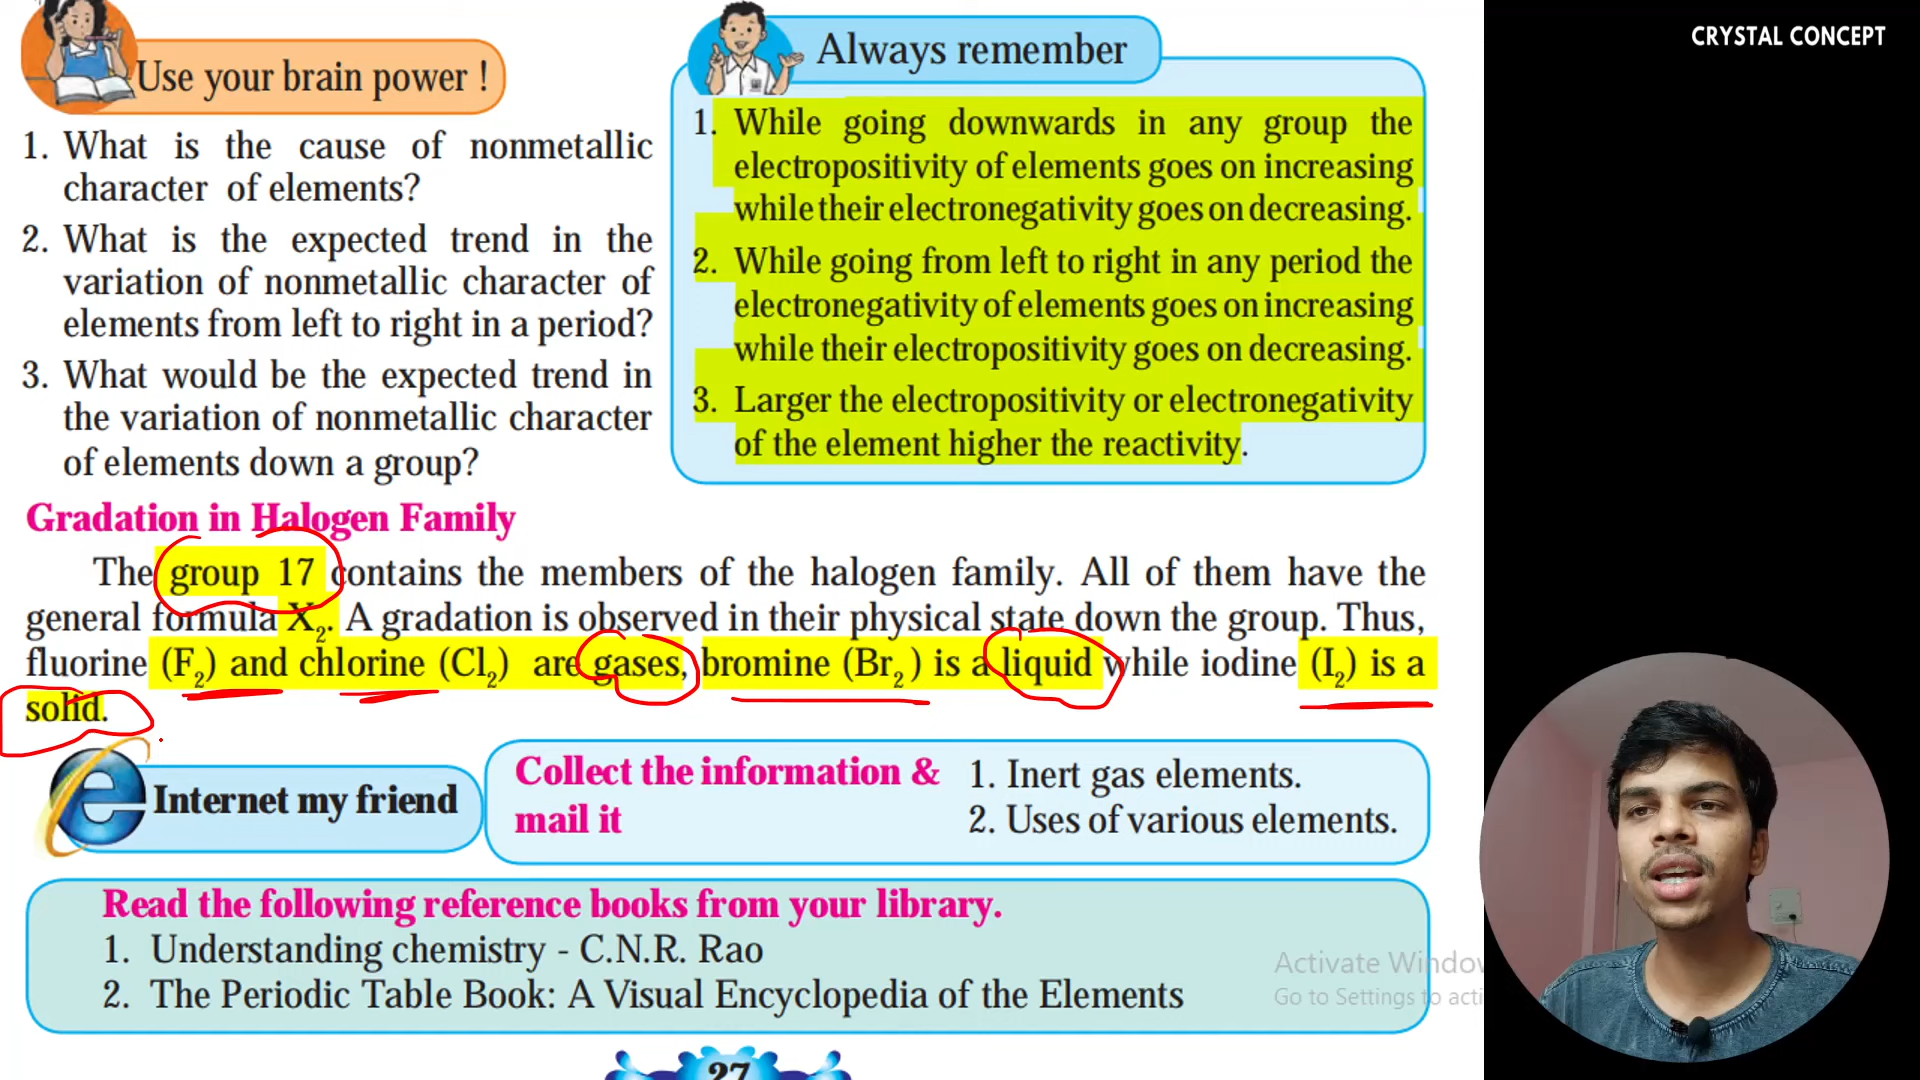 CRYSTAL CONCEPT
Use your brain power !
1. What is the cause of nonmetallic
character of elements?
2. What is the expected trend in the
variation of nonmetallic character of
elements from left to right in a period?
3. What would be the expected trend in
the variation of nonmetallic character
of elements down a group?
Always remember
1. While going downwards in any group the
electropositivity of elements goes on increasing
while their electronegativity goes on decreasing.
2. While going from left to right in any period the
electronegativity of elements goes on increasing
while their electropositivity goes on decreasing.
3. Larger the electropositivity or electronegativity
of the element higher the reactivity.
Gradation in Halogen Family
The group 17 contains the members of the halogen family. All of them have the
general formula X₂. A gradation is observed in their physical state down the group. Thus,
fluorine (F₂) and chlorine (Cl₂) are gases, bromine (Br₂) is a liquid while iodine (I₂) is a
solid.
Internet my friend
Collect the information &
mail it
1. Inert gas elements.
2. Uses of various elements.
Read the following reference books from your library.
1. Understanding chemistry - C.N.R. Rao
2. The Periodic Table Book: A Visual Encyclopedia of the Elements
Activate Window
Go to Settings to acti
27